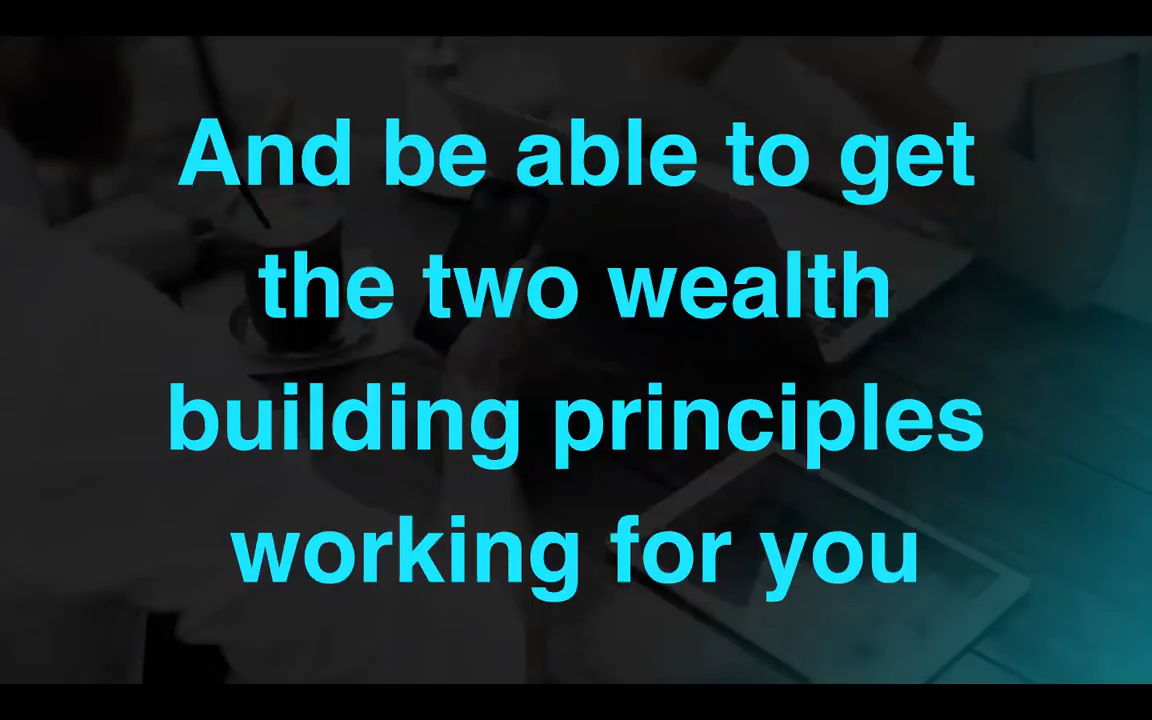 And be able to get
the two wealth
building principles
working for you